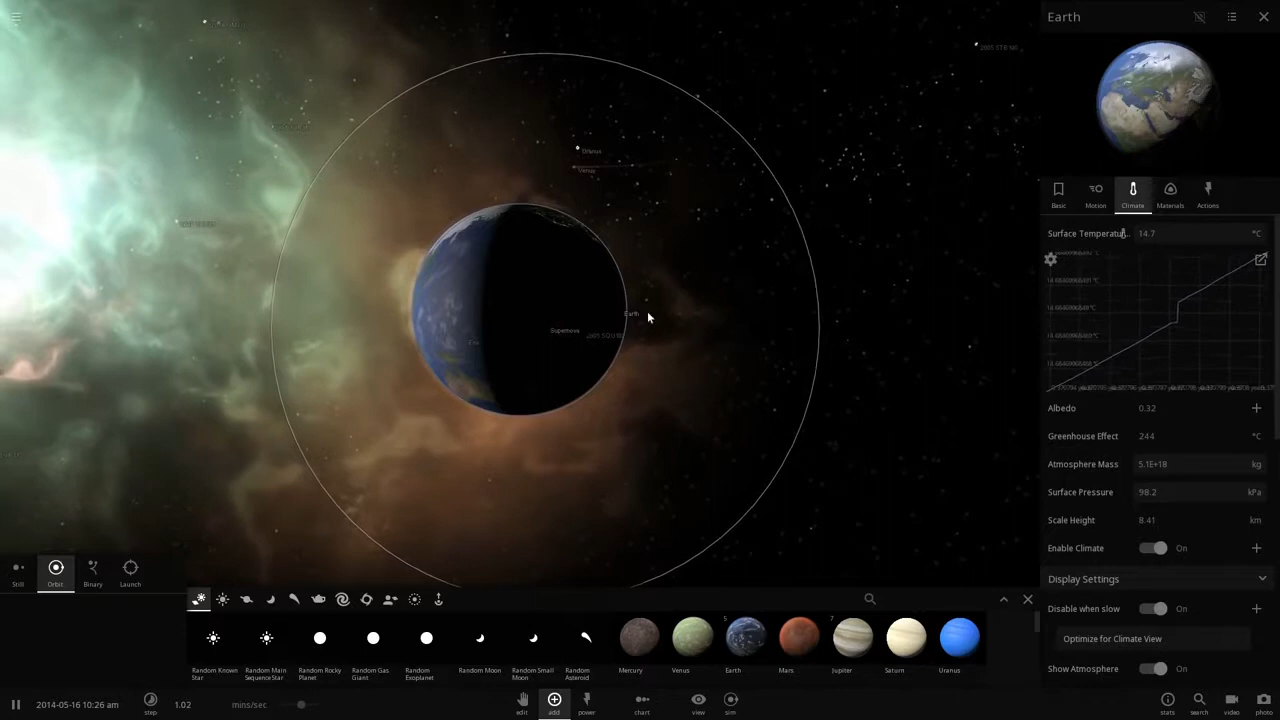 Earth
Basic
Motion
Climate
Materials
Actions
Surface Temperatu...
14.7
°C
Albedo
0.32
Greenhouse Effect
244
°C
Atmosphere Mass
5.1E+18
kg
Surface Pressure
98.2
kPa
Scale Height
8.41
km
Enable Climate
On
Display Settings
Disable when slow
On
Optimize for Climate View
Show Atmosphere
On
Venus
Earth
Supernova
Still
Orbit
Binary
Launch
Random Known
Star
Random Main
Sequence Star
Random Rocky
Planet
Random Gas
Giant
Random
Exoplanet
Random Moon
Random Small
Moon
Random
Asteroid
Mercury
Venus
5
Earth
Mars
7
Jupiter
Saturn
Uranus
2014-05-16 10:26 am
step
1.02
mins/sec
edit
add
power
chart
view
sim
stats
search
video
photo